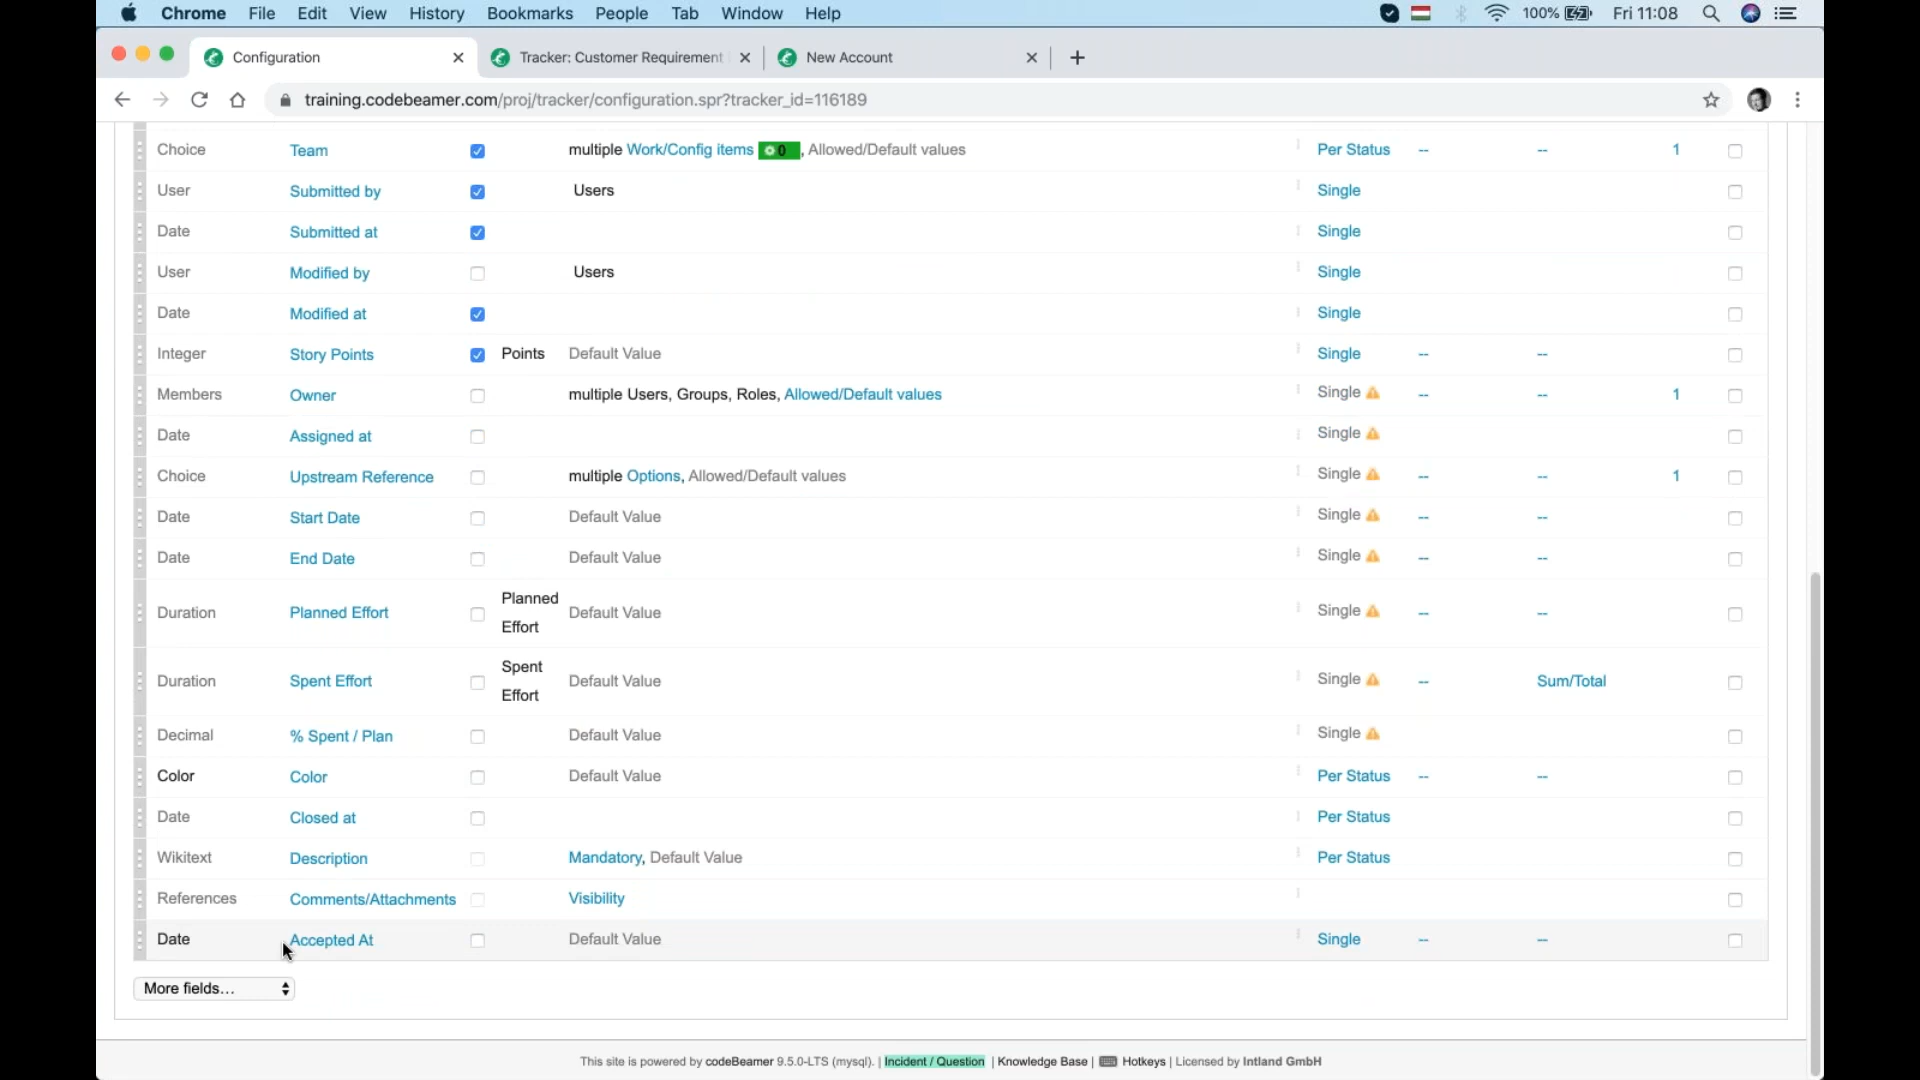 Chrome File Edit View History Bookmarks People Tab Window Help 100% Fri 11:08
Configuration Tracker: Customer Requirement New Account
training.codebeamer.com/proj/tracker/configuration.spr?tracker_id=116189
Choice Team multiple Work/Config items 0, Allowed/Default values Per Status -- -- 1
User Submitted by Users Single
Date Submitted at Single
User Modified by Users Single
Date Modified at Single
Integer Story Points Points Default Value Single -- --
Members Owner multiple Users, Groups, Roles, Allowed/Default values Single -- -- 1
Date Assigned at Single
Choice Upstream Reference multiple Options, Allowed/Default values Single -- -- 1
Date Start Date Default Value Single -- --
Date End Date Default Value Single -- --
Duration Planned Effort Planned Effort Default Value Single -- --
Duration Spent Effort Spent Effort Default Value Single -- Sum/Total
Decimal % Spent / Plan Default Value Single
Color Color Default Value Per Status -- --
Date Closed at Per Status
Wikitext Description Mandatory, Default Value Per Status
References Comments/Attachments Visibility
Date Accepted At Default Value Single -- --
More fields...
This site is powered by codeBeamer 9.5.0-LTS (mysql). | Incident / Question | Knowledge Base | Hotkeys | Licensed by Intland GmbH